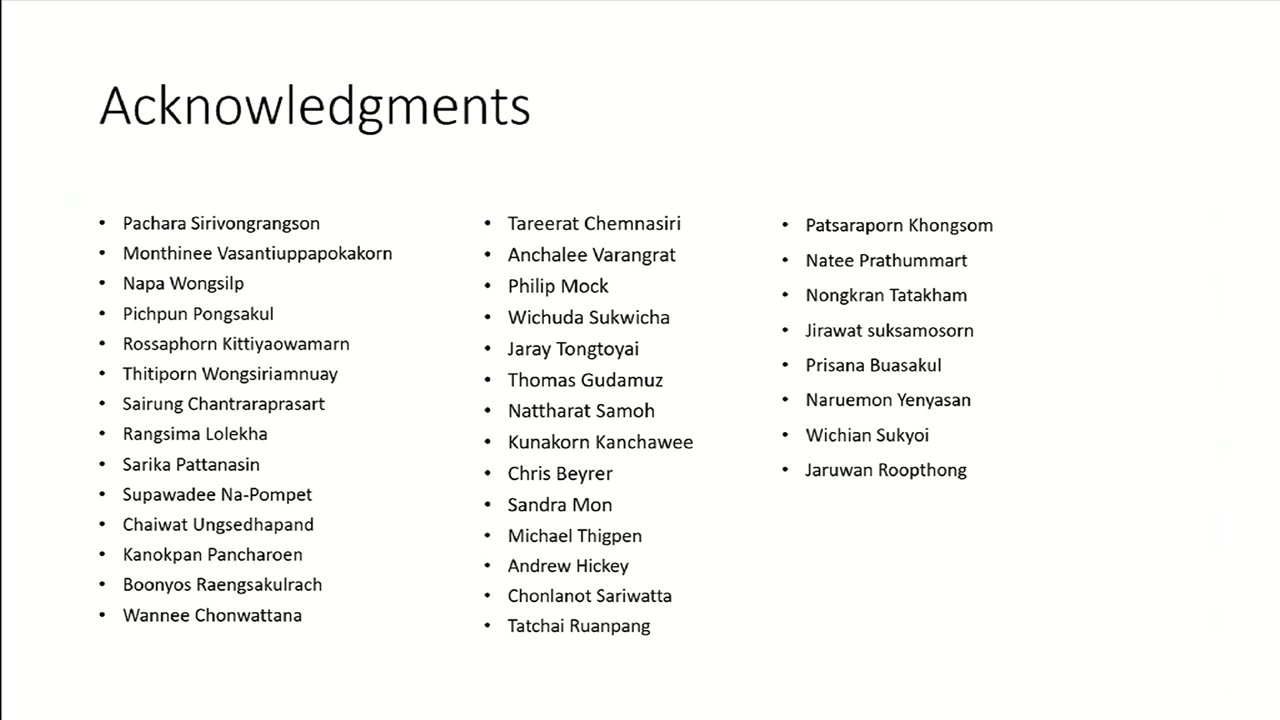 Acknowledgments
• Pachara Sirivongrangson
• Monthinee Vasantiuppapokakorn
• Napa Wongsilp
• Pichpun Pongsakul
• Rossaphorn Kittiyaowamarn
• Thitiporn Wongsiriamnuay
• Sairung Chantraraprasart
• Rangsima Lolekha
• Sarika Pattanasin
• Supawadee Na-Pompet
• Chaiwat Ungsedhapand
• Kanokpan Pancharoen
• Boonyos Raengsakulrach
• Wannee Chonwattana
• Tareerat Chemnasiri
• Anchalee Varangrat
• Philip Mock
• Wichuda Sukwicha
• Jaray Tongtoyai
• Thomas Gudamuz
• Nattharat Samoh
• Kunakorn Kanchawee
• Chris Beyrer
• Sandra Mon
• Michael Thigpen
• Andrew Hickey
• Chonlanot Sariwatta
• Tatchai Ruanpang
• Patsaraporn Khongsom
• Natee Prathummart
• Nongkran Tatakham
• Jirawat suksamosorn
• Prisana Buasakul
• Naruemon Yenyasan
• Wichian Sukyoi
• Jaruwan Roopthong